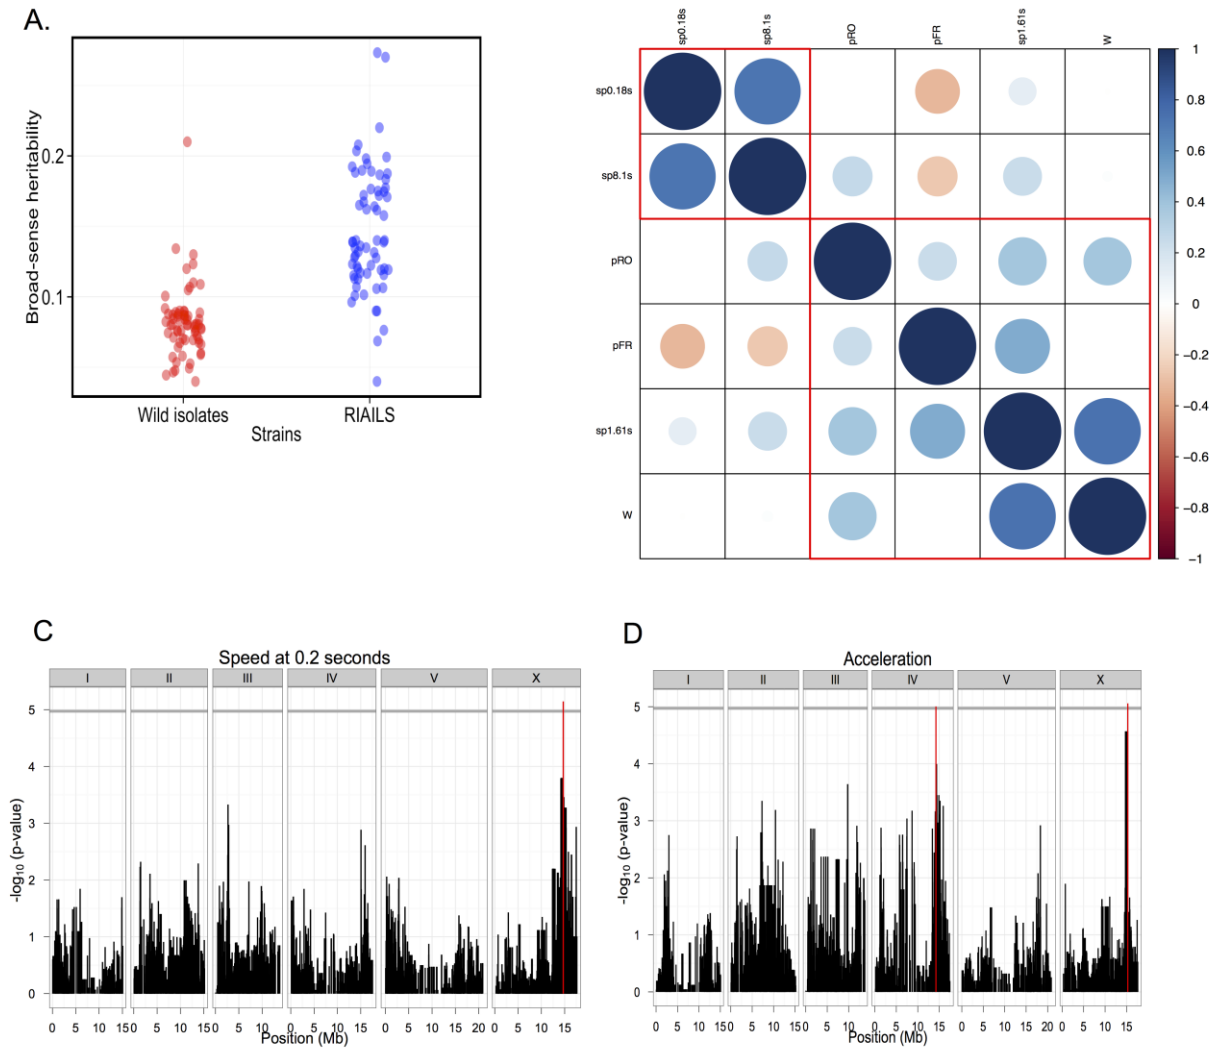 A.
Broad-sense heritability
0.2
0.1
Wild isolates RIAILS
Strains
sp0.18s sp8.1s pRO pFR sp1.61s W
sp0.18s
sp8.1s
pRO
pFR
sp1.61s
W
1
0.8
0.6
0.4
0.2
0
−0.2
−0.4
−0.6
−0.8
−1
C
Speed at 0.2 seconds
I II III IV V X
-log10 (p-value)
5
4
3
2
1
0
0 5 10 15 0 5 10 15 0 5 10 0 5 10 15 0 5 10 15 20 0 5 10 15
Position (Mb)
D
Acceleration
I II III IV V X
-log10 (p-value)
5
4
3
2
1
0
0 5 10 15 0 5 10 15 0 5 10 0 5 10 15 0 5 10 15 20 0 5 10 15
Position (Mb)